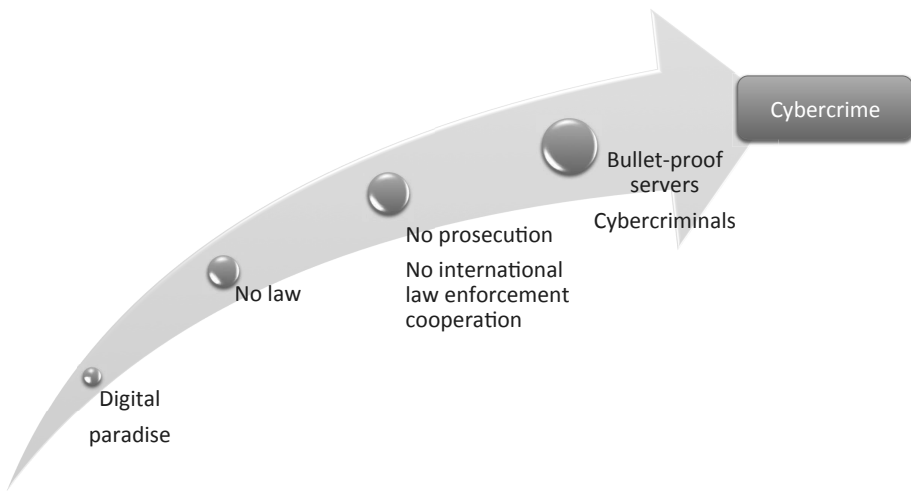 Cybercrime
Bullet-proof
servers
Cybercriminals
No prosecution
No international
law enforcement
cooperation
No law
Digital
paradise